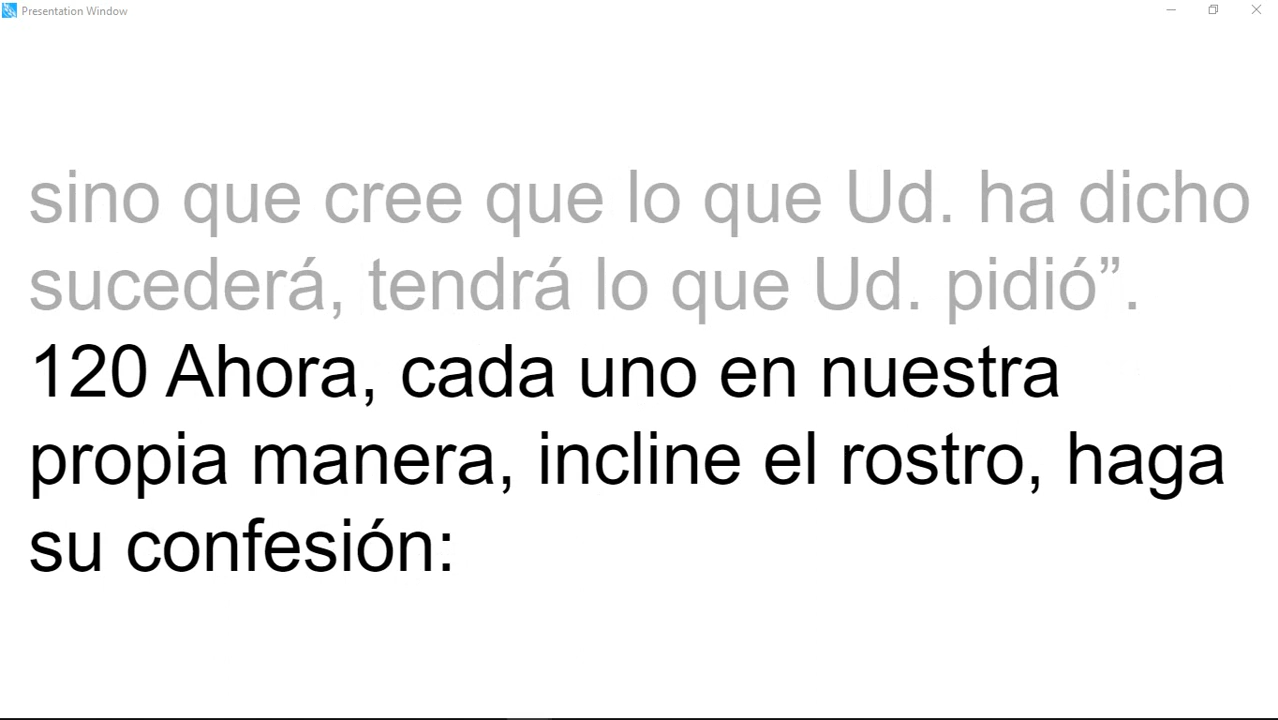 Presentation Window
sino que cree que lo que Ud. ha dicho
sucederá, tendrá lo que Ud. pidió”.
120 Ahora, cada uno en nuestra
propia manera, incline el rostro, haga
su confesión: